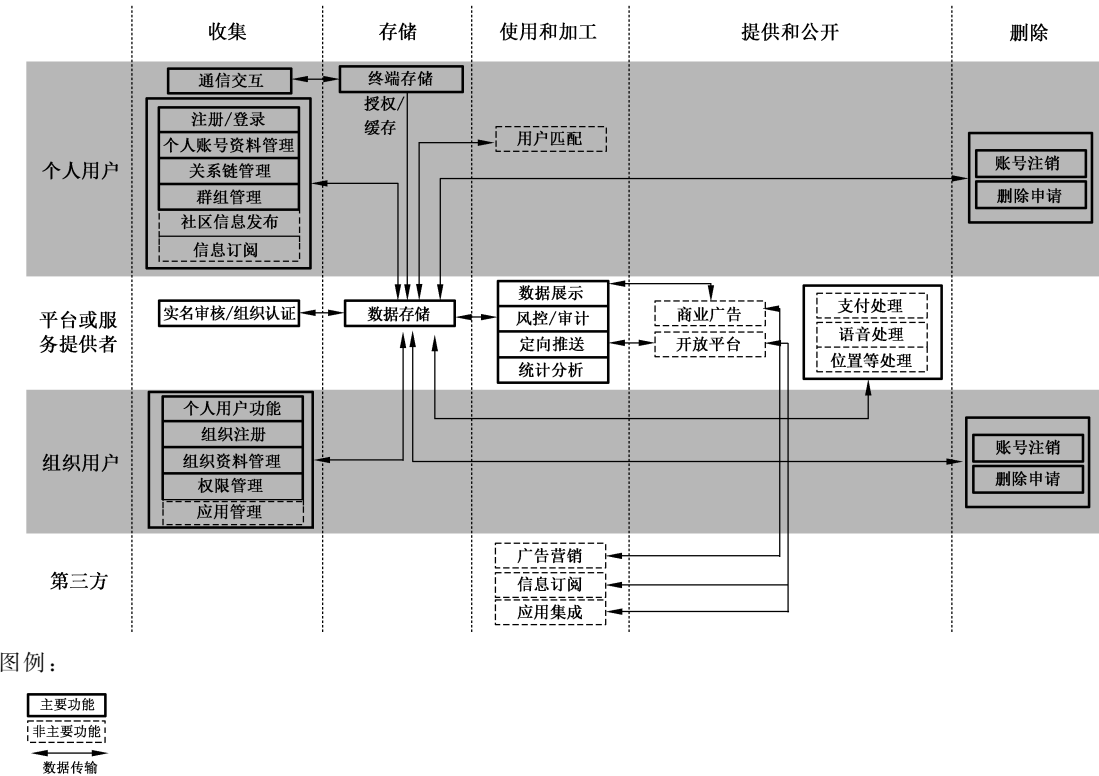 收集
存储
使用和加工
提供和公开
删除
个人用户
通信交互
终端存储
授权/
缓存
注册/登录
个人账号资料管理
关系链管理
群组管理
社区信息发布
信息订阅
用户匹配
账号注销
删除申请
平台或服
务提供者
实名审核/组织认证
数据存储
数据展示
风控/审计
定向推送
统计分析
商业广告
开放平台
支付处理
语音处理
位置等处理
组织用户
个人用户功能
组织注册
组织资料管理
权限管理
应用管理
账号注销
删除申请
第三方
广告营销
信息订阅
应用集成
图例：
主要功能
非主要功能
数据传输